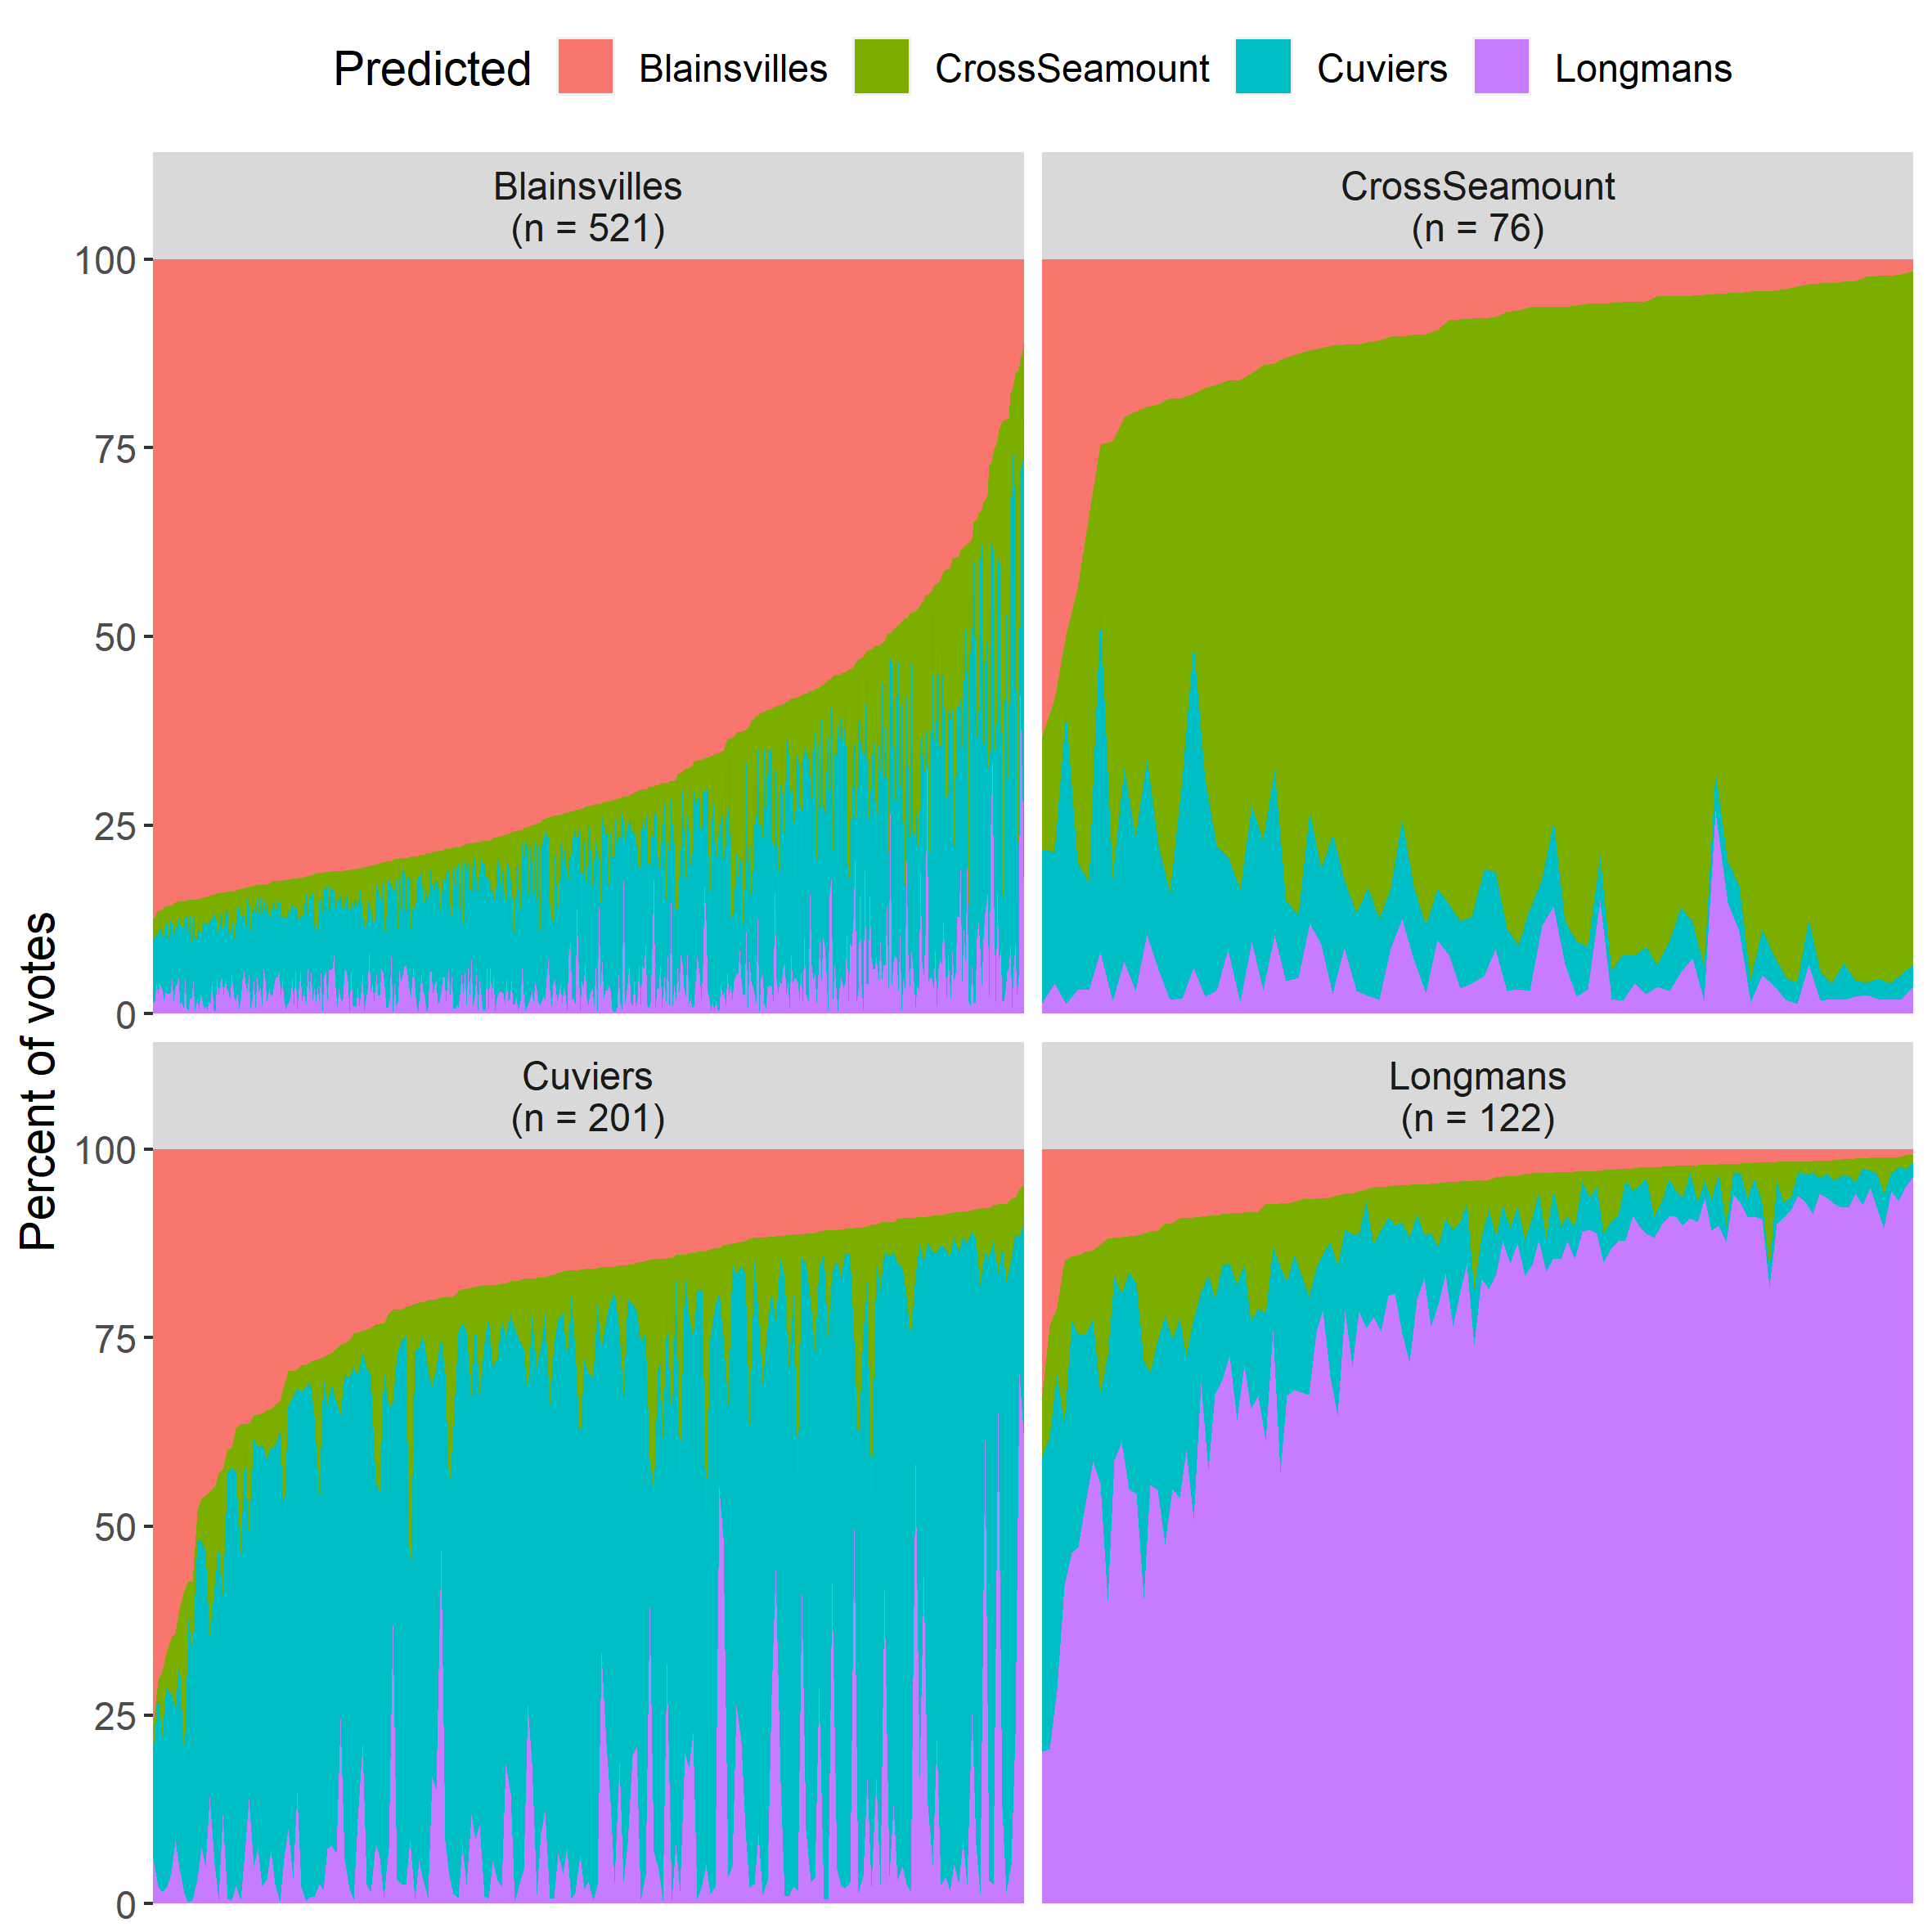 Predicted Blainsvilles CrossSeamount Cuviers Longmans
Blainsvilles
(n = 521)
CrossSeamount
(n = 76)
100
75
50
25
0
Percent of votes
Cuviers
(n = 201)
Longmans
(n = 122)
100
75
50
25
0